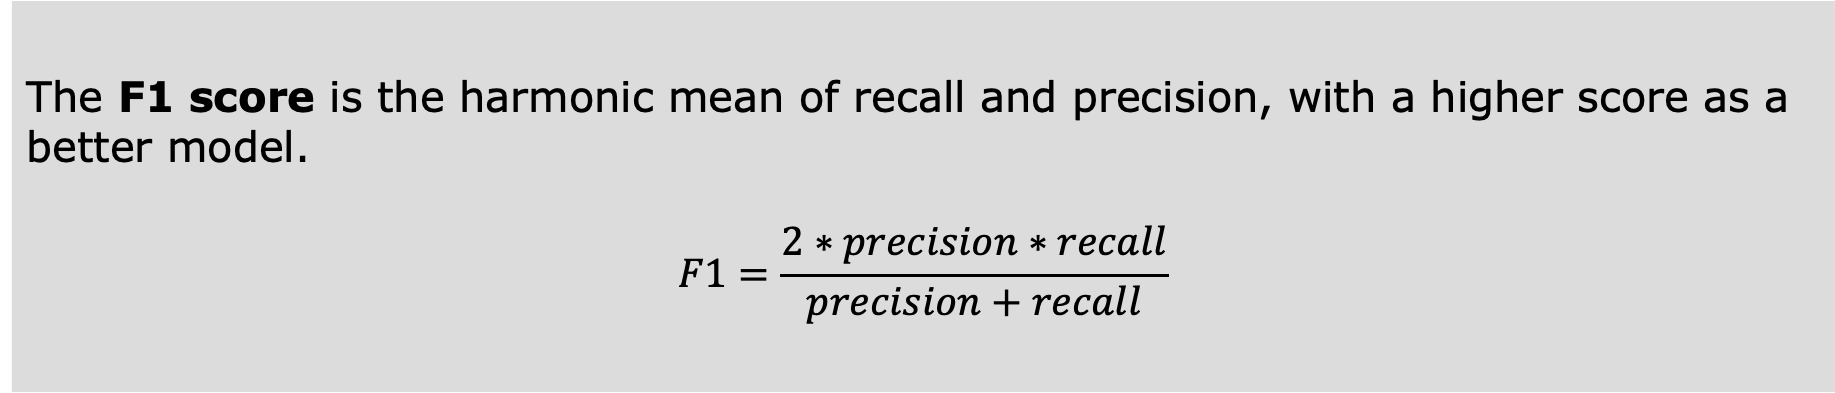 The F1 score is the harmonic mean of recall and precision, with a higher score as a
better model.
F1 = \frac{2 * precision * recall}{precision + recall}